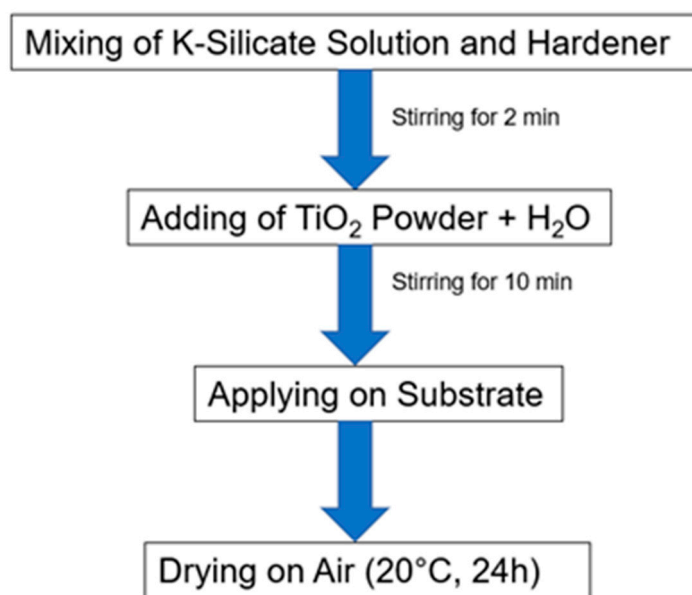 Mixing of K-Silicate Solution and Hardener
Stirring for 2 min
Adding of TiO₂ Powder + H₂O
Stirring for 10 min
Applying on Substrate
Drying on Air (20°C, 24h)